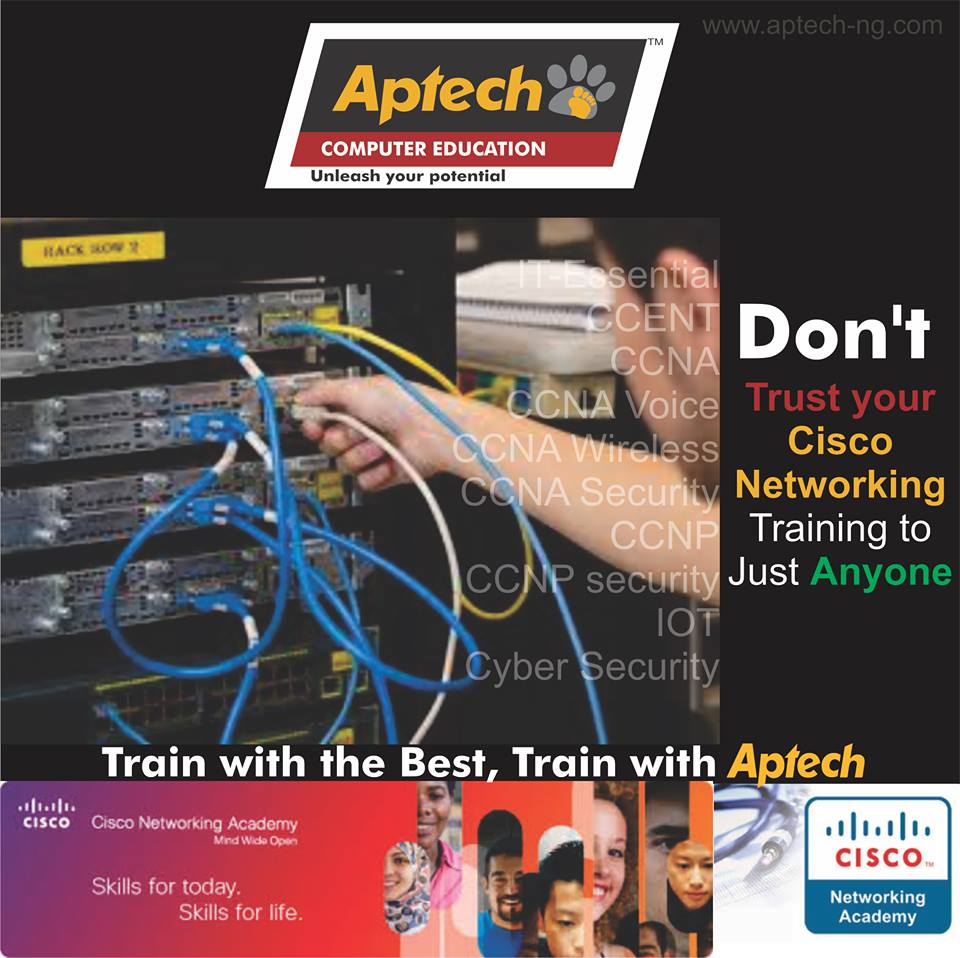 www.aptech-ng.com
Aptech TM
COMPUTER EDUCATION
Unleash your potential
RACK ROW 2
IT-Essential
CCENT
CCNA
CCNA Voice
CCNA Wireless
CCNA Security
CCNP
CCNP security
IOT
Cyber Security
Don't
Trust your
Cisco
Networking
Training to
Just Anyone
Train with the Best, Train with Aptech
CISCO
Cisco Networking Academy
Mind Wide Open
Skills for today.
Skills for life.
CISCO TM
Networking
Academy